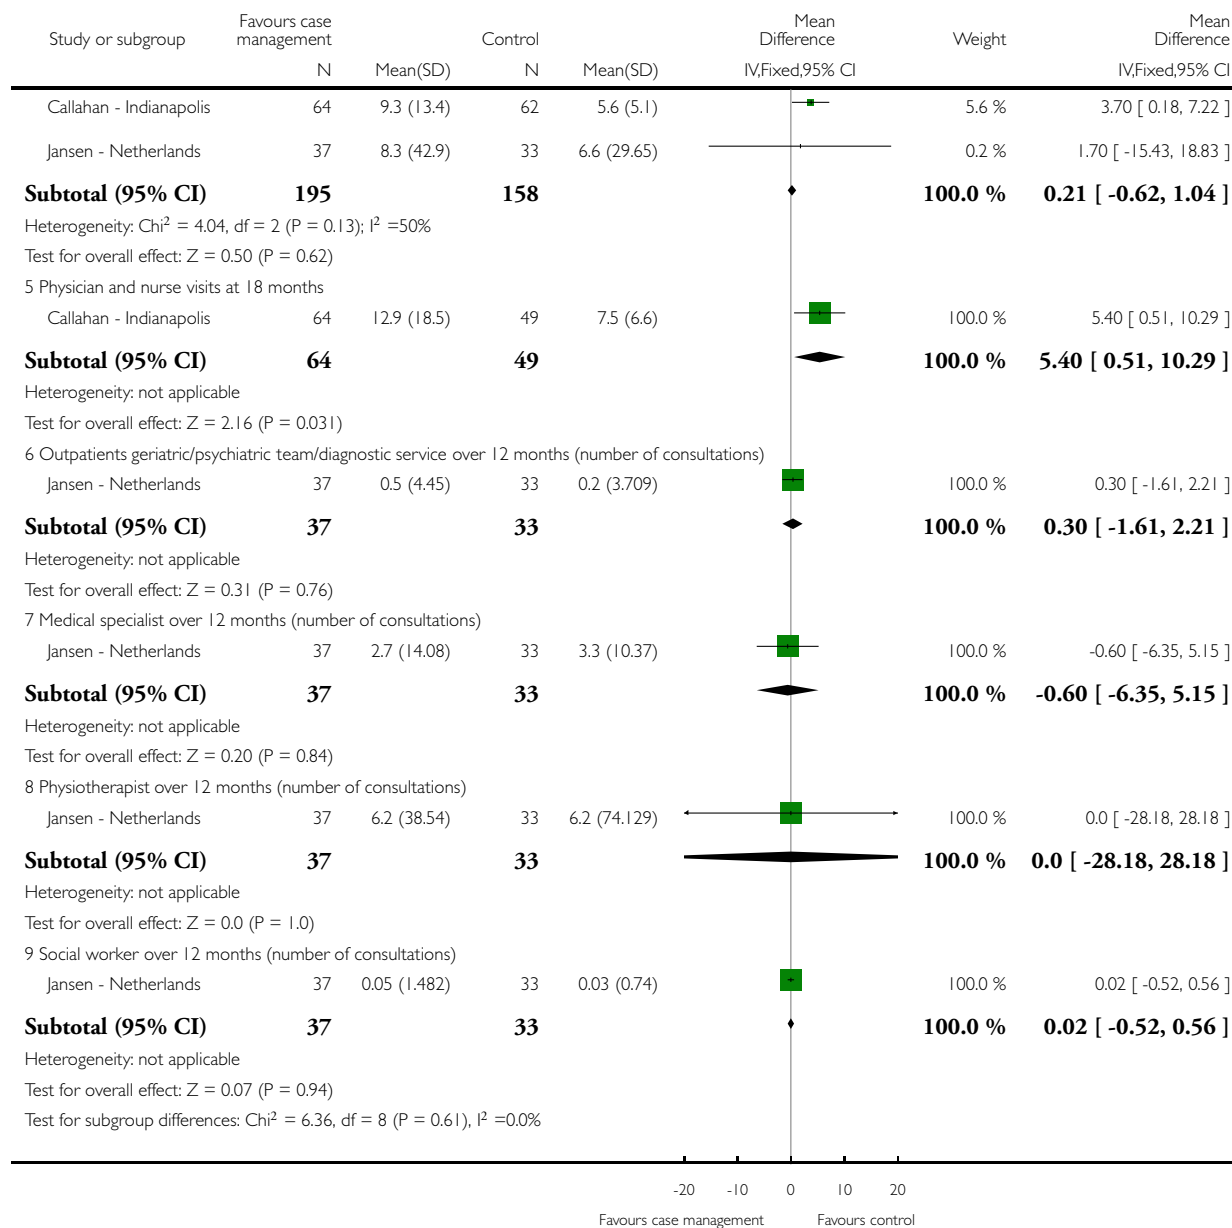 Study or subgroup Favours case management Control Mean Difference Weight Mean Difference
N Mean(SD) N Mean(SD) IV,Fixed,95% CI IV,Fixed,95% CI
Callahan - Indianapolis 64 9.3 (13.4) 62 5.6 (5.1) 5.6 % 3.70 [ 0.18, 7.22 ]
Jansen - Netherlands 37 8.3 (42.9) 33 6.6 (29.65) 0.2 % 1.70 [ -15.43, 18.83 ]
Subtotal (95% CI) 195 158 100.0 % 0.21 [ -0.62, 1.04 ]
Heterogeneity: Chi² = 4.04, df = 2 (P = 0.13); I² =50%
Test for overall effect: Z = 0.50 (P = 0.62)
5 Physician and nurse visits at 18 months
Callahan - Indianapolis 64 12.9 (18.5) 49 7.5 (6.6) 100.0 % 5.40 [ 0.51, 10.29 ]
Subtotal (95% CI) 64 49 100.0 % 5.40 [ 0.51, 10.29 ]
Heterogeneity: not applicable
Test for overall effect: Z = 2.16 (P = 0.031)
6 Outpatients geriatric/psychiatric team/diagnostic service over 12 months (number of consultations)
Jansen - Netherlands 37 0.5 (4.45) 33 0.2 (3.709) 100.0 % 0.30 [ -1.61, 2.21 ]
Subtotal (95% CI) 37 33 100.0 % 0.30 [ -1.61, 2.21 ]
Heterogeneity: not applicable
Test for overall effect: Z = 0.31 (P = 0.76)
7 Medical specialist over 12 months (number of consultations)
Jansen - Netherlands 37 2.7 (14.08) 33 3.3 (10.37) 100.0 % -0.60 [ -6.35, 5.15 ]
Subtotal (95% CI) 37 33 100.0 % -0.60 [ -6.35, 5.15 ]
Heterogeneity: not applicable
Test for overall effect: Z = 0.20 (P = 0.84)
8 Physiotherapist over 12 months (number of consultations)
Jansen - Netherlands 37 6.2 (38.54) 33 6.2 (74.129) 100.0 % 0.0 [ -28.18, 28.18 ]
Subtotal (95% CI) 37 33 100.0 % 0.0 [ -28.18, 28.18 ]
Heterogeneity: not applicable
Test for overall effect: Z = 0.0 (P = 1.0)
9 Social worker over 12 months (number of consultations)
Jansen - Netherlands 37 0.05 (1.482) 33 0.03 (0.74) 100.0 % 0.02 [ -0.52, 0.56 ]
Subtotal (95% CI) 37 33 100.0 % 0.02 [ -0.52, 0.56 ]
Heterogeneity: not applicable
Test for overall effect: Z = 0.07 (P = 0.94)
Test for subgroup differences: Chi² = 6.36, df = 8 (P = 0.61), I² =0.0%
-20 -10 0 10 20
Favours case management Favours control